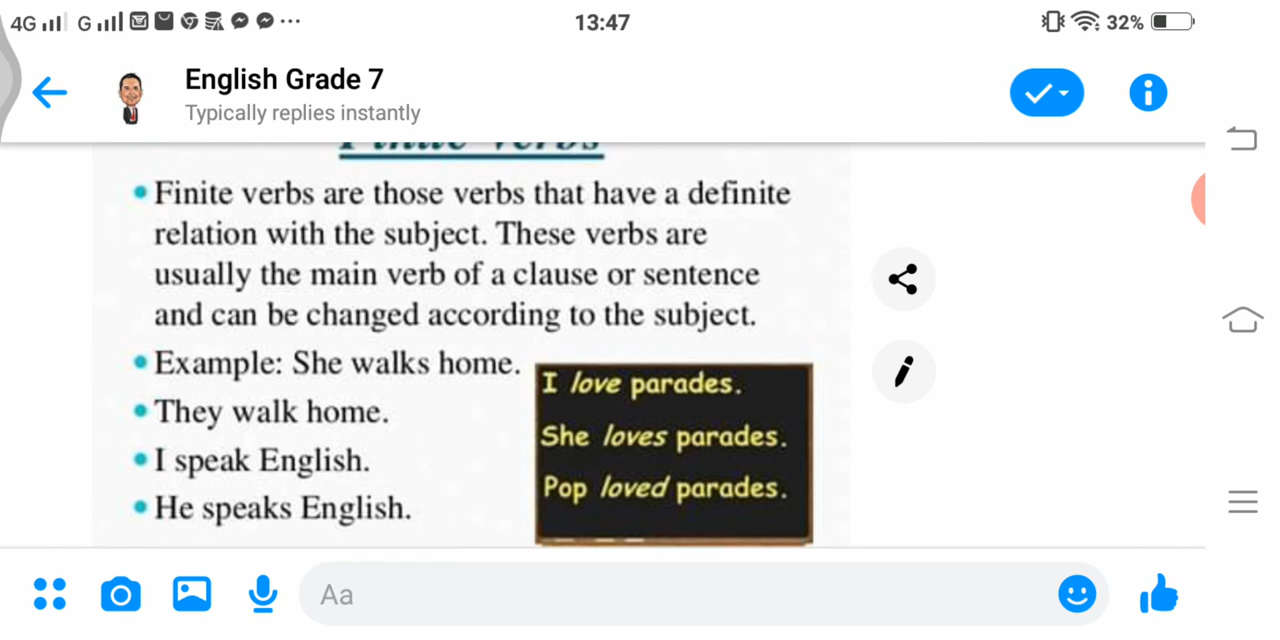 4G G 13:47 32%
English Grade 7
Typically replies instantly
Finite verbs
Finite verbs are those verbs that have a definite
relation with the subject. These verbs are
usually the main verb of a clause or sentence
and can be changed according to the subject.
Example: She walks home.
They walk home.
I speak English.
He speaks English.
I love parades.
She loves parades.
Pop loved parades.
Aa